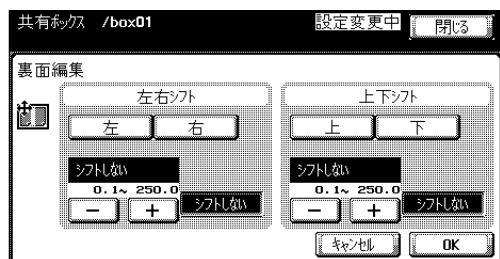 共有ボックス /box01 設定変更中 閉じる
裏面編集
左右シフト 上下シフト
左 右 上 下
シフトしない シフトしない
0.1~ 250.0 0.1~ 250.0
− + シフトしない − + シフトしない
キャンセル OK